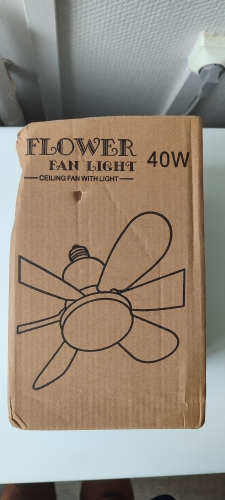 FLOWER
FAN LIGHT
CEILING FAN WITH LIGHT
40W